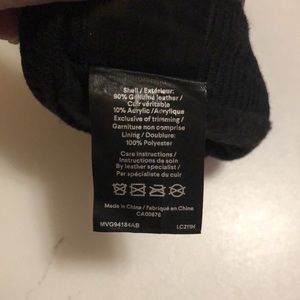 Shell / Extérieur:
90% Genuine leather /
Cuir véritable
10% Acrylic / Acrylique
Exclusive of trimming /
Garniture non comprise
Lining / Doublure:
100% Polyester
Care Instructions /
Instructions de soin
By leather specialist /
Par spécialiste du cuir
Made in China / Fabriqué en China
CA00676
MVG94184AB
LC211H